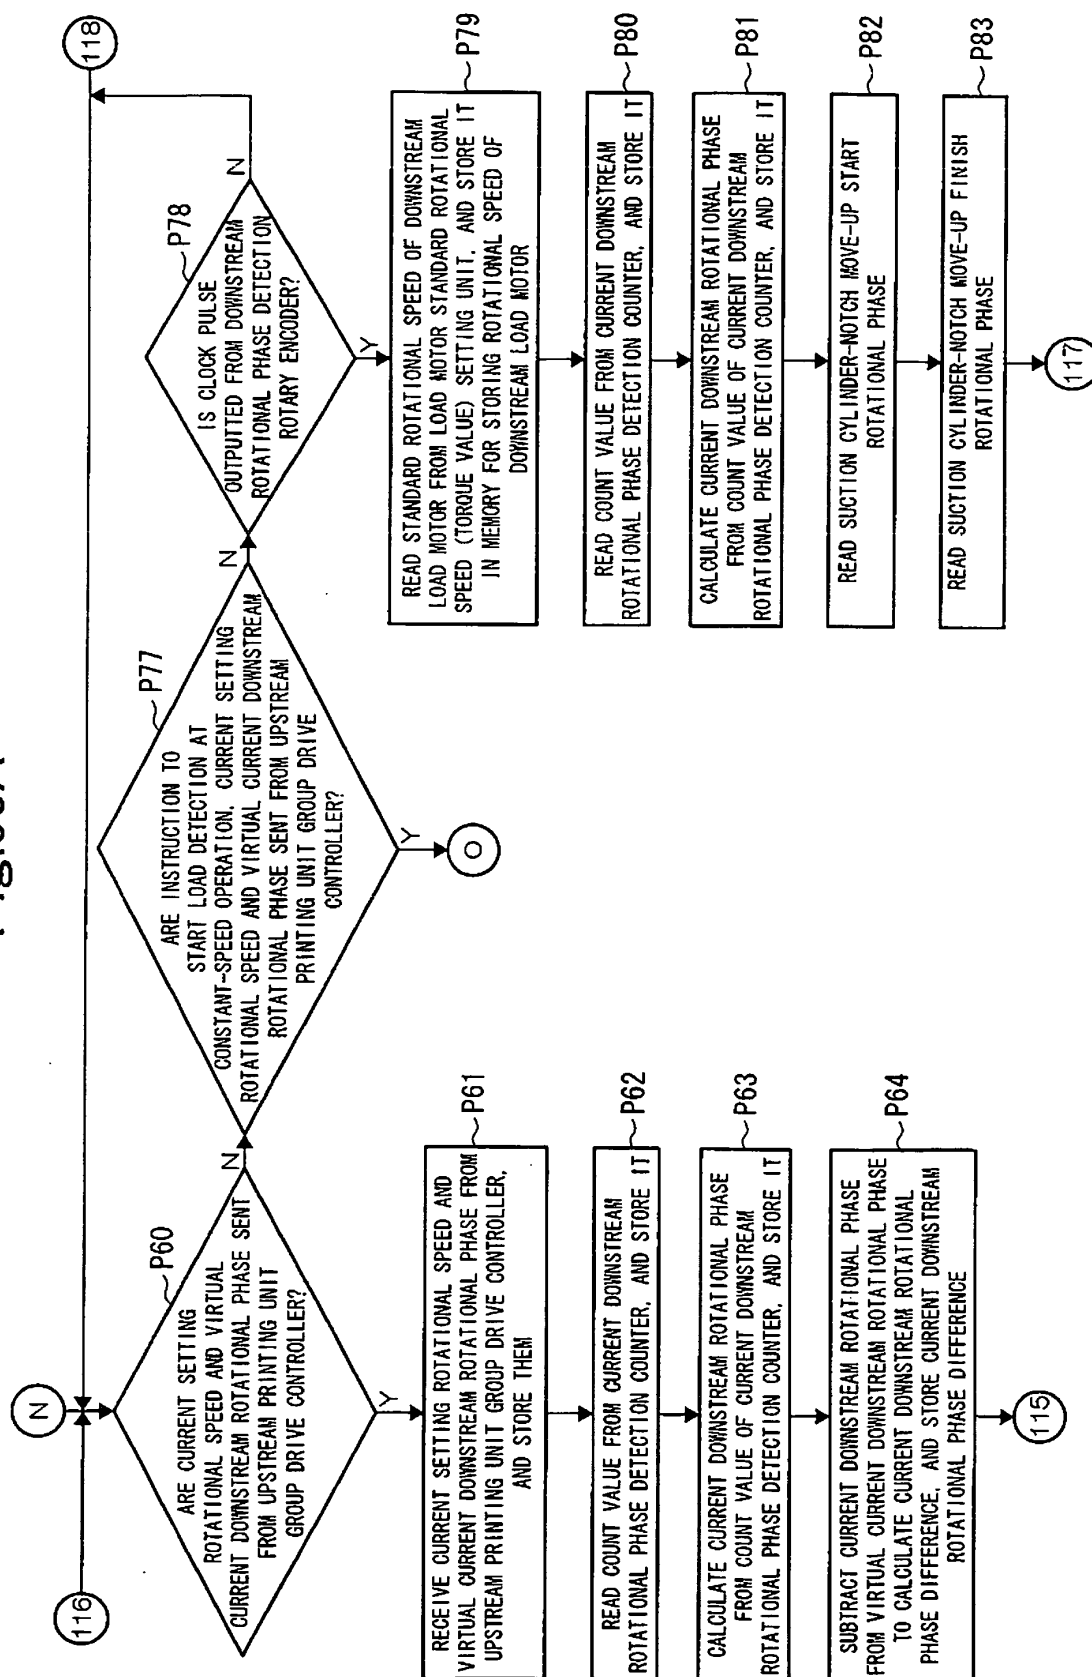 116
N
118
P60
ARE CURRENT SETTING
ROTATIONAL SPEED AND VIRTUAL
CURRENT DOWNSTREAM ROTATIONAL PHASE SENT
FROM UPSTREAM PRINTING UNIT
GROUP DRIVE CONTROLLER?
N
Y
P61
RECEIVE CURRENT SETTING ROTATIONAL SPEED AND
VIRTUAL CURRENT DOWNSTREAM ROTATIONAL PHASE FROM
UPSTREAM PRINTING UNIT GROUP DRIVE CONTROLLER,
AND STORE THEM
P62
READ COUNT VALUE FROM CURRENT DOWNSTREAM
ROTATIONAL PHASE DETECTION COUNTER, AND STORE IT
P63
CALCULATE CURRENT DOWNSTREAM ROTATIONAL PHASE
FROM COUNT VALUE OF CURRENT DOWNSTREAM
ROTATIONAL PHASE DETECTION COUNTER, AND STORE IT
P64
SUBTRACT CURRENT DOWNSTREAM ROTATIONAL PHASE
FROM VIRTUAL CURRENT DOWNSTREAM ROTATIONAL PHASE
TO CALCULATE CURRENT DOWNSTREAM ROTATIONAL
PHASE DIFFERENCE, AND STORE CURRENT DOWNSTREAM
ROTATIONAL PHASE DIFFERENCE
115
P77
ARE INSTRUCTION TO
START LOAD DETECTION AT
CONSTANT-SPEED OPERATION, CURRENT SETTING
ROTATIONAL SPEED AND VIRTUAL CURRENT DOWNSTREAM
ROTATIONAL PHASE SENT FROM UPSTREAM
PRINTING UNIT GROUP DRIVE
CONTROLLER?
N
Y
O
P78
IS CLOCK PULSE
OUTPUTTED FROM DOWNSTREAM
ROTATIONAL PHASE DETECTION
ROTARY ENCODER?
N
Y
P79
READ STANDARD ROTATIONAL SPEED OF DOWNSTREAM
LOAD MOTOR FROM LOAD MOTOR STANDARD ROTATIONAL
SPEED (TORQUE VALUE) SETTING UNIT, AND STORE IT
IN MEMORY FOR STORING ROTATIONAL SPEED OF
DOWNSTREAM LOAD MOTOR
P80
READ COUNT VALUE FROM CURRENT DOWNSTREAM
ROTATIONAL PHASE DETECTION COUNTER, AND STORE IT
P81
CALCULATE CURRENT DOWNSTREAM ROTATIONAL PHASE
FROM COUNT VALUE OF CURRENT DOWNSTREAM
ROTATIONAL PHASE DETECTION COUNTER, AND STORE IT
P82
READ SUCTION CYLINDER-NOTCH MOVE-UP START
ROTATIONAL PHASE
P83
READ SUCTION CYLINDER-NOTCH MOVE-UP FINISH
ROTATIONAL PHASE
117